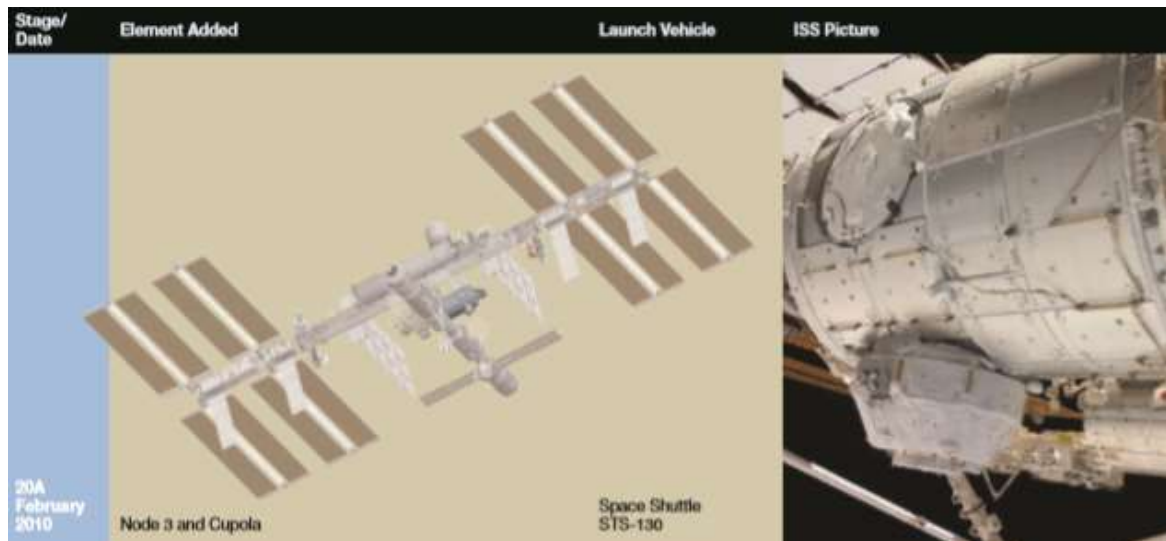 Stage/
Date
Element Added
Launch Vehicle
ISS Picture
20A
February
2010
Node 3 and Cupola
Space Shuttle
STS-130